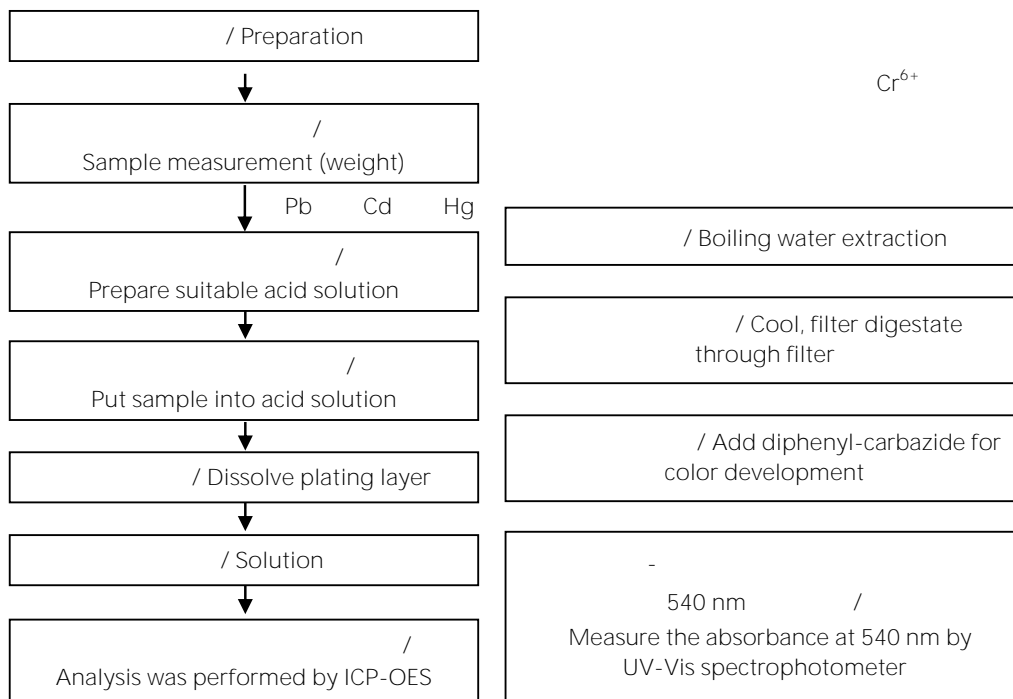 / Preparation
/
Sample measurement (weight)
Pb Cd Hg
/
Prepare suitable acid solution
/
Put sample into acid solution
/ Dissolve plating layer
/ Solution
/
Analysis was performed by ICP-OES
Cr⁶⁺
/ Boiling water extraction
/ Cool, filter digestate
through filter
/ Add diphenyl-carbazide for
color development
-
540 nm /
Measure the absorbance at 540 nm by
UV-Vis spectrophotometer